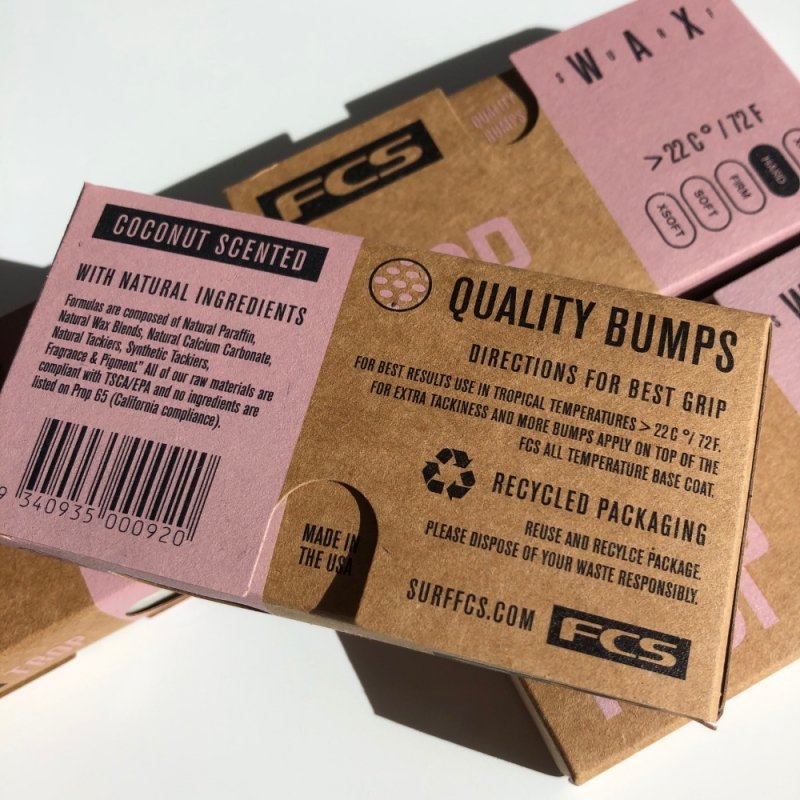 SURF
WAX
> 22 C° / 72 F
XSOFT
SOFT
FIRM
HARD
QUALITY
BUMPS
FCS
COCONUT SCENTED
WITH NATURAL INGREDIENTS
Formulas are composed of Natural Paraffin,
Natural Wax Blends, Natural Calcium Carbonate,
Natural Tackiers, Synthetic Tackiers,
Fragrance & Pigment." All of our raw materials are
compliant with TSCA/EPA and no ingredients are
listed on Prop 65 (California compliance).
9 340935 000920
QUALITY BUMPS
DIRECTIONS FOR BEST GRIP
FOR BEST RESULTS USE IN TROPICAL TEMPERATURES > 22 C °/ 72F.
FOR EXTRA TACKINESS AND MORE BUMPS APPLY ON TOP OF THE
FCS ALL TEMPERATURE BASE COAT.
RECYCLED PACKAGING
REUSE AND RECYLCE PACKAGE.
PLEASE DISPOSE OF YOUR WASTE RESPONSIBLY.
MADE IN
THE USA
SURFFCS.COM
FCS
TROP